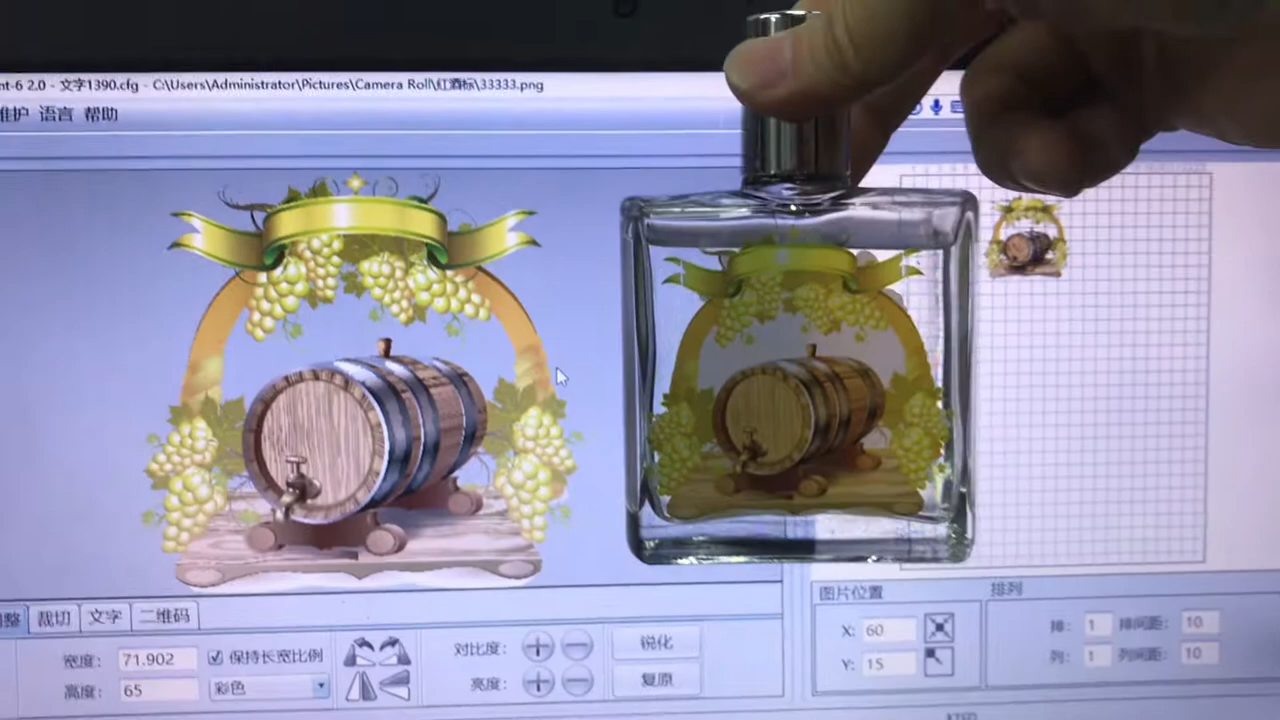 nt-6 2.0 - 文字1390.cfg - C:\Users\Administrator\Pictures\Camera Roll\红酒标\33333.png
维护 语言 帮助
调整 裁切 文字 二维码
宽度: 71.902 保持长宽比例
高度: 65 彩色
对比度: 锐化
亮度: 复原
图片位置
X: 60
Y: 15
排列
排: 1 排间距: 10
列: 1 列间距: 10
打印